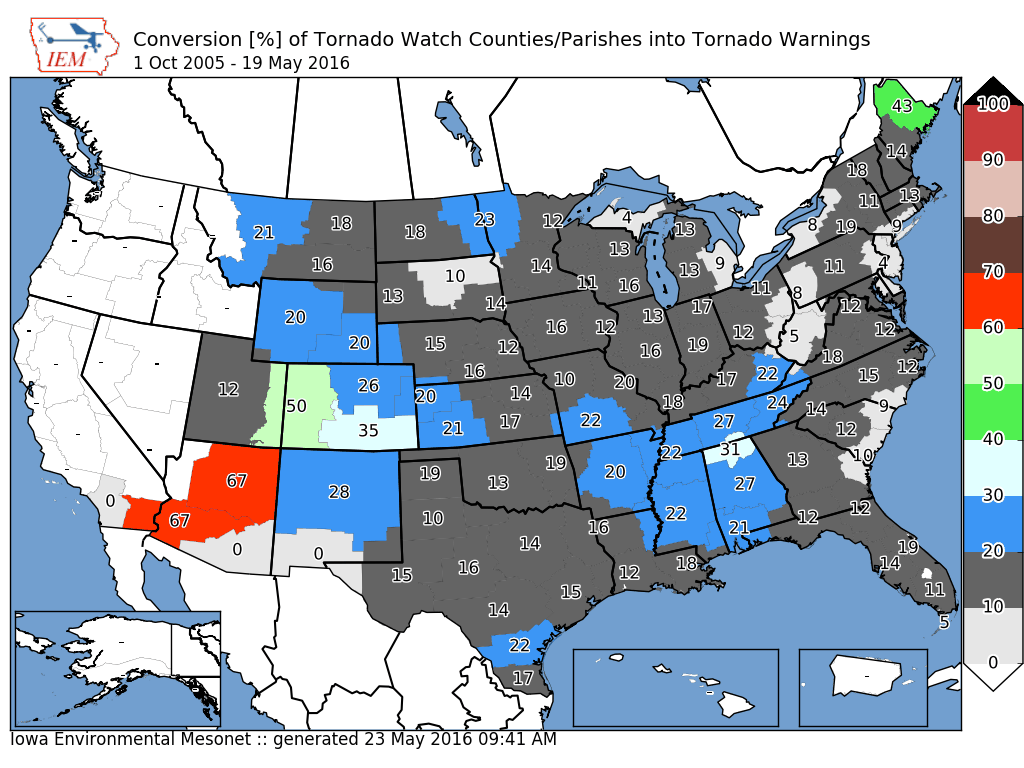 IEM
Conversion [%] of Tornado Watch Counties/Parishes into Tornado Warnings
1 Oct 2005 - 19 May 2016
43
100
14
18
90
21 18 18 23 12 4 13 11 13
80
8 19 9
16 10 14 13 13 9 11 4
70
13 14 11 16 11 8
20 20 15 12 16 12 13 17 12 5 12 12
60
16 16 19 18
12 50 26 20 14 10 20 17 22 15 12
50
35 21 17 22 18 27 24 14 9
12
40
67 28 19 13 19 20 22 31 13 10
30
67 10 22 27 12 12
0 0 0 14 16 21 19
20
15 16 15 12 18 14 11
10
14 5
22
17
0
Iowa Environmental Mesonet :: generated 23 May 2016 09:41 AM